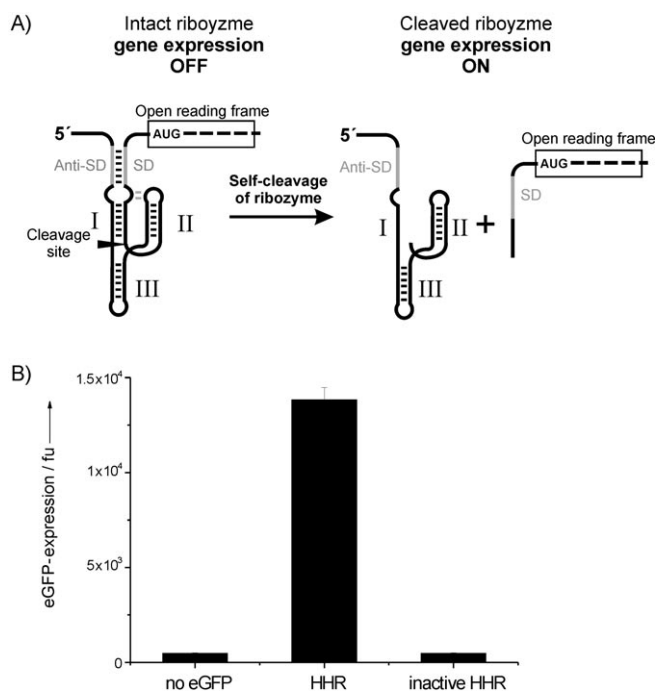 A)
Intact riboyzme
gene expression
OFF
Cleaved riboyzme
gene expression
ON
Open reading frame
5´
AUG
Anti-SD
SD
I
II
Cleavage
site
III
Self-cleavage
of ribozyme
5´
Anti-SD
I
II
III
+
Open reading frame
AUG
SD
B)
eGFP-expression / fu
1.5x10⁴
1x10⁴
5x10³
0
no eGFP
HHR
inactive HHR